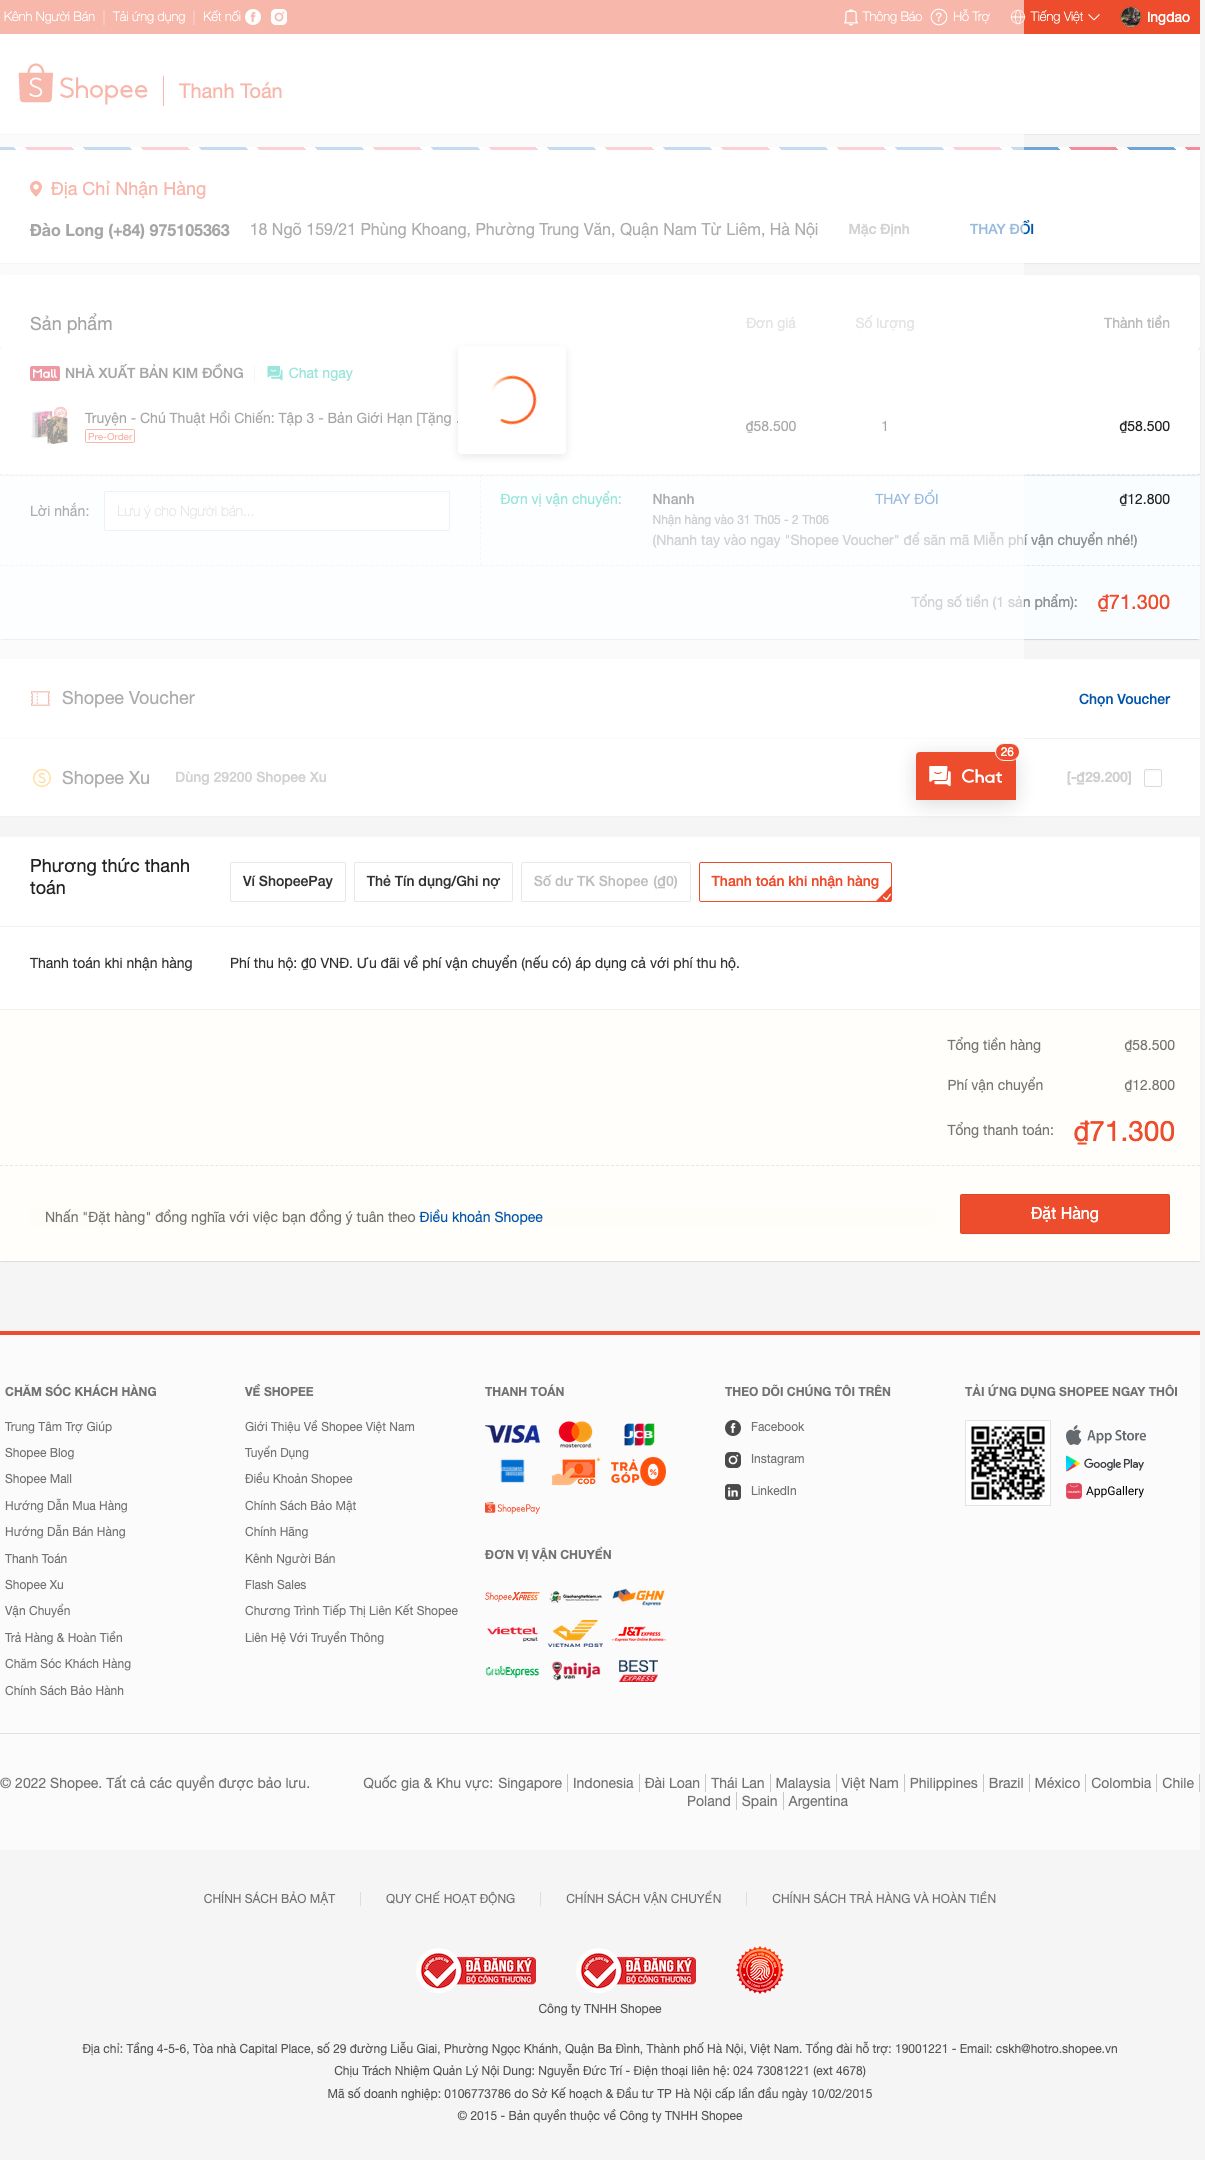 Kênh Người Bán | Tải ứng dụng | Kết nối Thông Báo Hỗ Trợ Tiếng Việt lngdao
Shopee | Thanh Toán
Địa Chỉ Nhận Hàng
Đào Long (+84) 975105363 18 Ngõ 159/21 Phùng Khoang, Phường Trung Văn, Quận Nam Từ Liêm, Hà Nội Mặc Định THAY ĐỔI
Sản phẩm Đơn giá Số lượng Thành tiền
Mall NHÀ XUẤT BẢN KIM ĐỒNG Chat ngay
Truyện - Chú Thuật Hồi Chiến: Tập 3 - Bản Giới Hạn [Tặng .
Pre-Order
₫58.500 1 ₫58.500
Lời nhắn: Lưu ý cho Người bán... Đơn vị vận chuyển: Nhanh THAY ĐỔI ₫12.800
Nhận hàng vào 31 Th05 - 2 Th06
(Nhanh tay vào ngay "Shopee Voucher" để săn mã Miễn phí vận chuyển nhé!)
Tổng số tiền (1 sản phẩm): ₫71.300
Shopee Voucher Chọn Voucher
Shopee Xu Dùng 29200 Shopee Xu [-₫29.200]
26
Chat
Phương thức thanh
toán
Ví ShopeePay Thẻ Tín dụng/Ghi nợ Số dư TK Shopee (₫0) Thanh toán khi nhận hàng
Thanh toán khi nhận hàng Phí thu hộ: ₫0 VNĐ. Ưu đãi về phí vận chuyển (nếu có) áp dụng cả với phí thu hộ.
Tổng tiền hàng ₫58.500
Phí vận chuyển ₫12.800
Tổng thanh toán: ₫71.300
Nhấn "Đặt hàng" đồng nghĩa với việc bạn đồng ý tuân theo Điều khoản Shopee Đặt Hàng
CHĂM SÓC KHÁCH HÀNG
Trung Tâm Trợ Giúp
Shopee Blog
Shopee Mall
Hướng Dẫn Mua Hàng
Hướng Dẫn Bán Hàng
Thanh Toán
Shopee Xu
Vận Chuyển
Trả Hàng & Hoàn Tiền
Chăm Sóc Khách Hàng
Chính Sách Bảo Hành
VỀ SHOPEE
Giới Thiệu Về Shopee Việt Nam
Tuyển Dụng
Điều Khoản Shopee
Chính Sách Bảo Mật
Chính Hãng
Kênh Người Bán
Flash Sales
Chương Trình Tiếp Thị Liên Kết Shopee
Liên Hệ Với Truyền Thông
THANH TOÁN
VISA mastercard JCB
COD TRẢ GÓP 0%
ShopeePay
ĐƠN VỊ VẬN CHUYỂN
Shopee XPRESS Giaohangtietkiem.vn GHN Express
viettel post VIETNAM POST J&T EXPRESS
GrabExpress ninja van BEST EXPRESS
THEO DÕI CHÚNG TÔI TRÊN
Facebook
Instagram
LinkedIn
TẢI ỨNG DỤNG SHOPEE NGAY THÔI
App Store
Google Play
AppGallery
© 2022 Shopee. Tất cả các quyền được bảo lưu.
Quốc gia & Khu vực: Singapore | Indonesia | Đài Loan | Thái Lan | Malaysia | Việt Nam | Philippines | Brazil | México | Colombia | Chile |
Poland | Spain | Argentina
CHÍNH SÁCH BẢO MẬT | QUY CHẾ HOẠT ĐỘNG | CHÍNH SÁCH VẬN CHUYỂN | CHÍNH SÁCH TRẢ HÀNG VÀ HOÀN TIỀN
ĐÃ ĐĂNG KÝ ĐÃ ĐĂNG KÝ
BỘ CÔNG THƯƠNG BỘ CÔNG THƯƠNG
Công ty TNHH Shopee
Địa chỉ: Tầng 4-5-6, Tòa nhà Capital Place, số 29 đường Liễu Giai, Phường Ngọc Khánh, Quận Ba Đình, Thành phố Hà Nội, Việt Nam. Tổng đài hỗ trợ: 19001221 - Email: cskh@hotro.shopee.vn
Chịu Trách Nhiệm Quản Lý Nội Dung: Nguyễn Đức Trí - Điện thoại liên hệ: 024 73081221 (ext 4678)
Mã số doanh nghiệp: 0106773786 do Sở Kế hoạch & Đầu tư TP Hà Nội cấp lần đầu ngày 10/02/2015
© 2015 - Bản quyền thuộc về Công ty TNHH Shopee